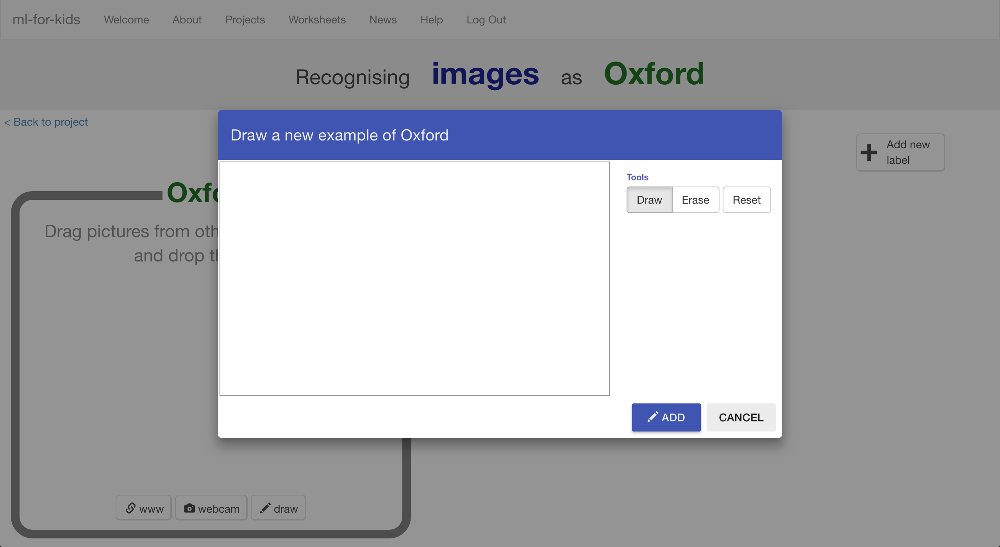 ml-for-kids Welcome About Projects Worksheets News Help Log Out
Recognising images as Oxford
< Back to project
Add new
label
Draw a new example of Oxford
Tools
Draw Erase Reset
Drag pictures from
and drop
ADD CANCEL
www webcam draw